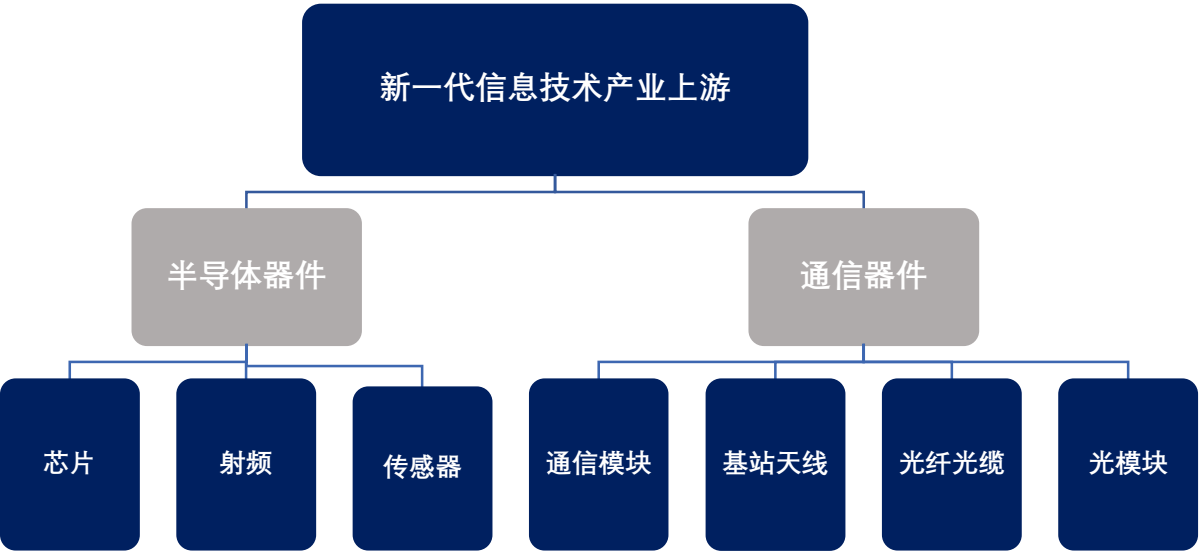 新一代信息技术产业上游
半导体器件
通信器件
芯片
射频
传感器
通信模块
基站天线
光纤光缆
光模块